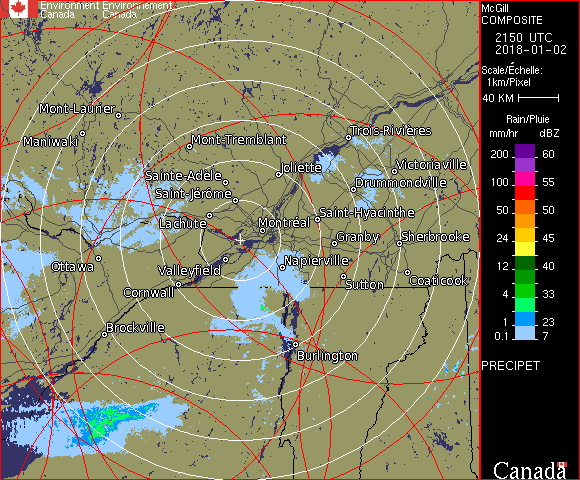 Environment Environnement
Canada Canada
McGill
COMPOSITE
2150 UTC
2018-01-02
Scale/Échelle:
1km/Pixel
40 KM
Rain/Pluie
mm/hr dBZ
200 60
100 55
100 55
50 50
24 45
12 40
4 33
1 23
0.1 7
PRECIPET
Canada
Mont-Laurier
Maniwaki
Mont-Tremblant
Trois-Rivières
Joliette
Victoriaville
Sainte-Adèle
Drummondville
Saint-Jérôme
Saint-Hyacinthe
Lachute
Montréal
Granby
Sherbrooke
Ottawa
Valleyfield
Napierville
Cornwall
Sutton
Coaticook
Brockville
Burlington